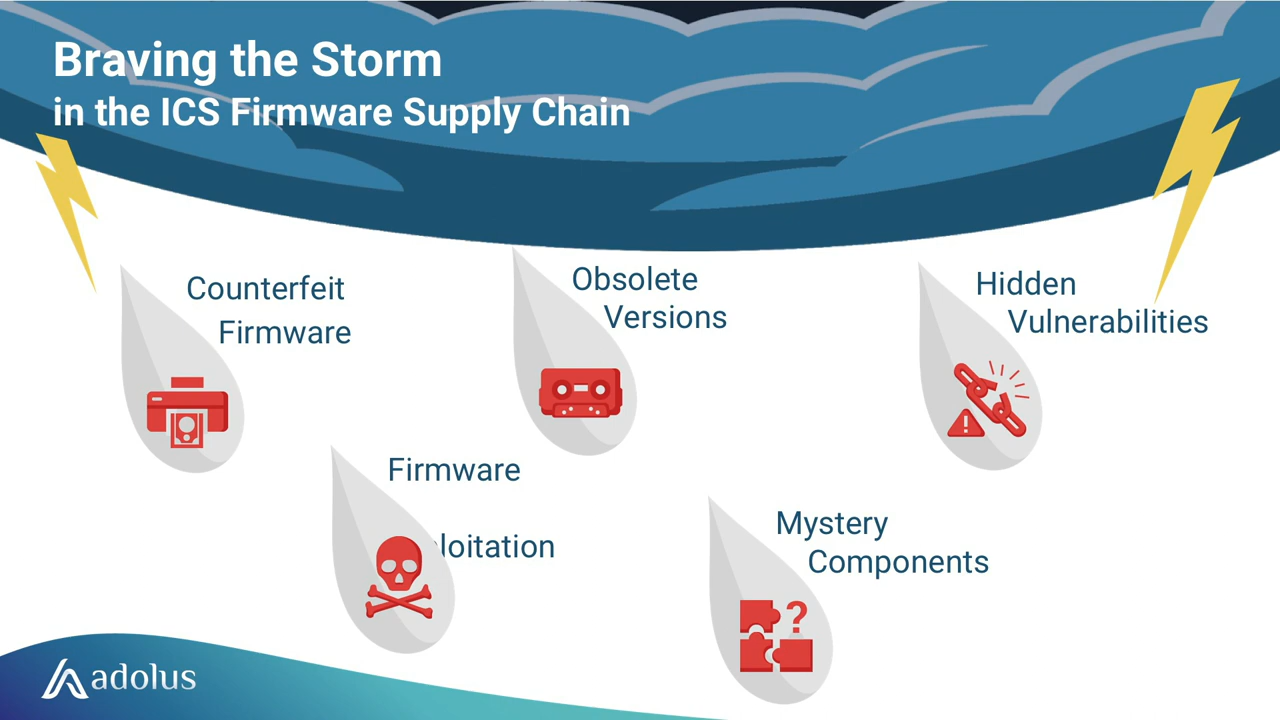 Braving the Storm
in the ICS Firmware Supply Chain
Counterfeit
Firmware
Obsolete
Versions
Hidden
Vulnerabilities
Firmware
loitation
Mystery
Components
?
!
adolus